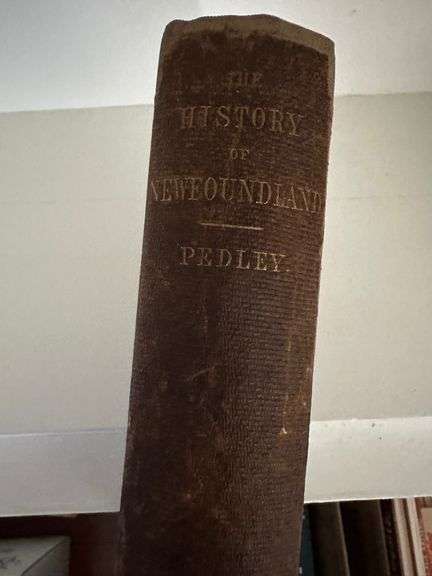 THE
HISTORY
OF
NEWFOUNDLAND
PEDLEY.